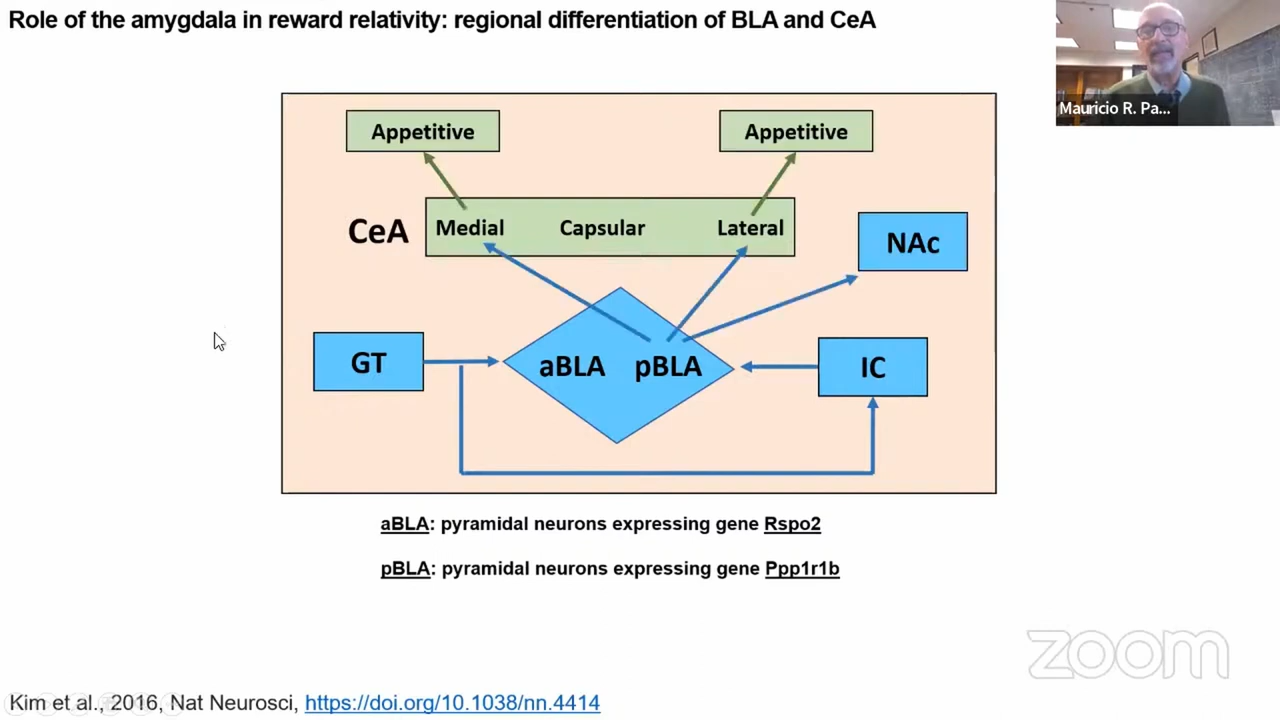 Role of the amygdala in reward relativity: regional differentiation of BLA and CeA
Mauricio R. Pa...
Appetitive
Appetitive
CeA
Medial
Capsular
Lateral
NAc
GT
aBLA
pBLA
IC
aBLA: pyramidal neurons expressing gene Rspo2
pBLA: pyramidal neurons expressing gene Ppp1r1b
zoom
Kim et al., 2016, Nat Neurosci, https://doi.org/10.1038/nn.4414